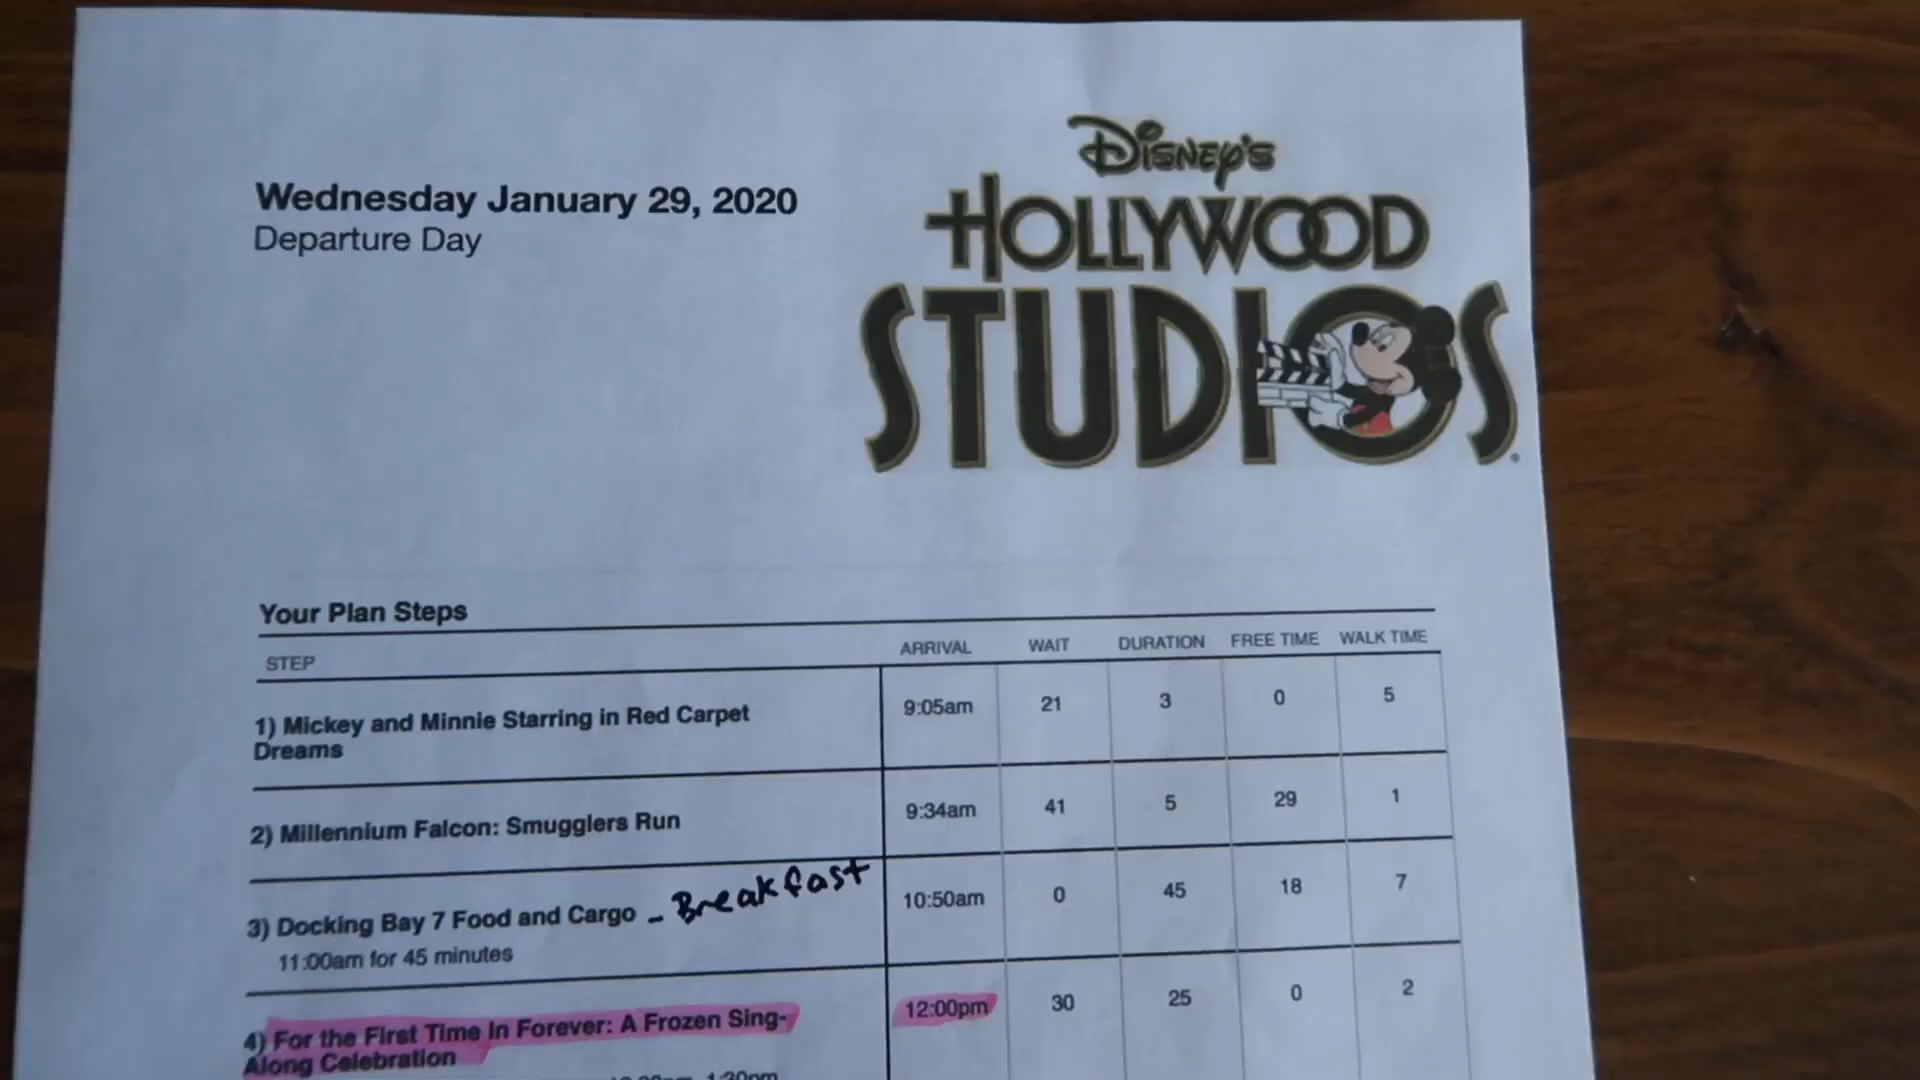 Disney's
HOLLYWOOD
STUDIOS
Wednesday January 29, 2020
Departure Day
Your Plan Steps
STEP ARRIVAL WAIT DURATION FREE TIME WALK TIME
1) Mickey and Minnie Starring in Red Carpet
Dreams
9:05am 21 3 0 5
2) Millennium Falcon: Smugglers Run 9:34am 41 5 29 1
3) Docking Bay 7 Food and Cargo - Breakfast 10:50am 0 45 18 7
11:00am for 45 minutes
4) For the First Time In Forever: A Frozen Sing-
Along Celebration
12:00pm 30 25 0 2
1:30pm